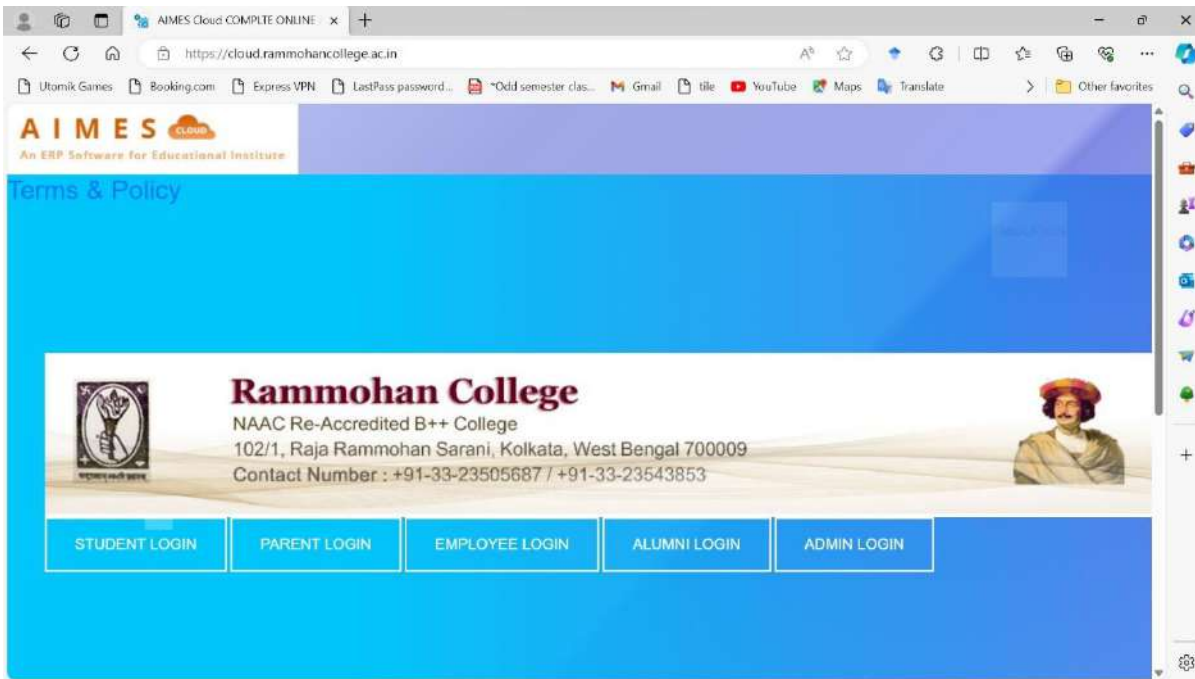 AIMES Cloud COMPLTE ONLINE
https://cloud.rammohancollege.ac.in
Utomik Games Booking.com Express VPN LastPass password... "Odd semester clas... Gmail tile YouTube Maps Translate Other favorites
AIMES CLOUD
An ERP Software for Educational Institute
Terms & Policy
Rammohan College
NAAC Re-Accredited B++ College
102/1, Raja Rammohan Sarani, Kolkata, West Bengal 700009
Contact Number : +91-33-23505687 / +91-33-23543853
STUDENT LOGIN PARENT LOGIN EMPLOYEE LOGIN ALUMNI LOGIN ADMIN LOGIN